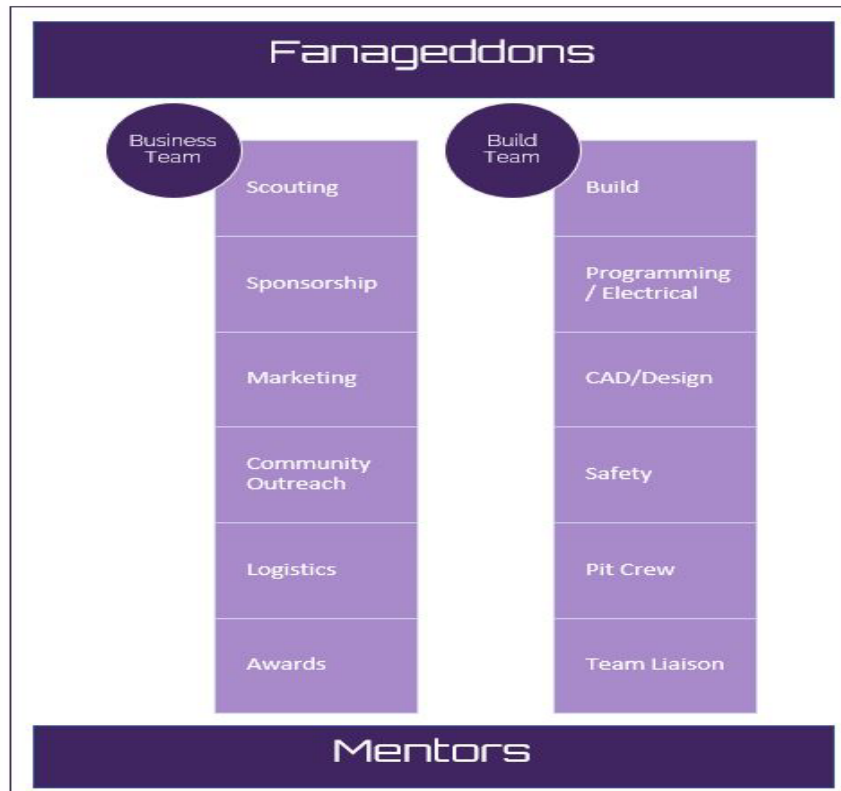 Fanageddons
Business
Team
Scouting
Sponsorship
Marketing
Community
Outreach
Logistics
Awards
Build
Team
Build
Programming
/ Electrical
CAD/Design
Safety
Pit Crew
Team Liaison
Mentors